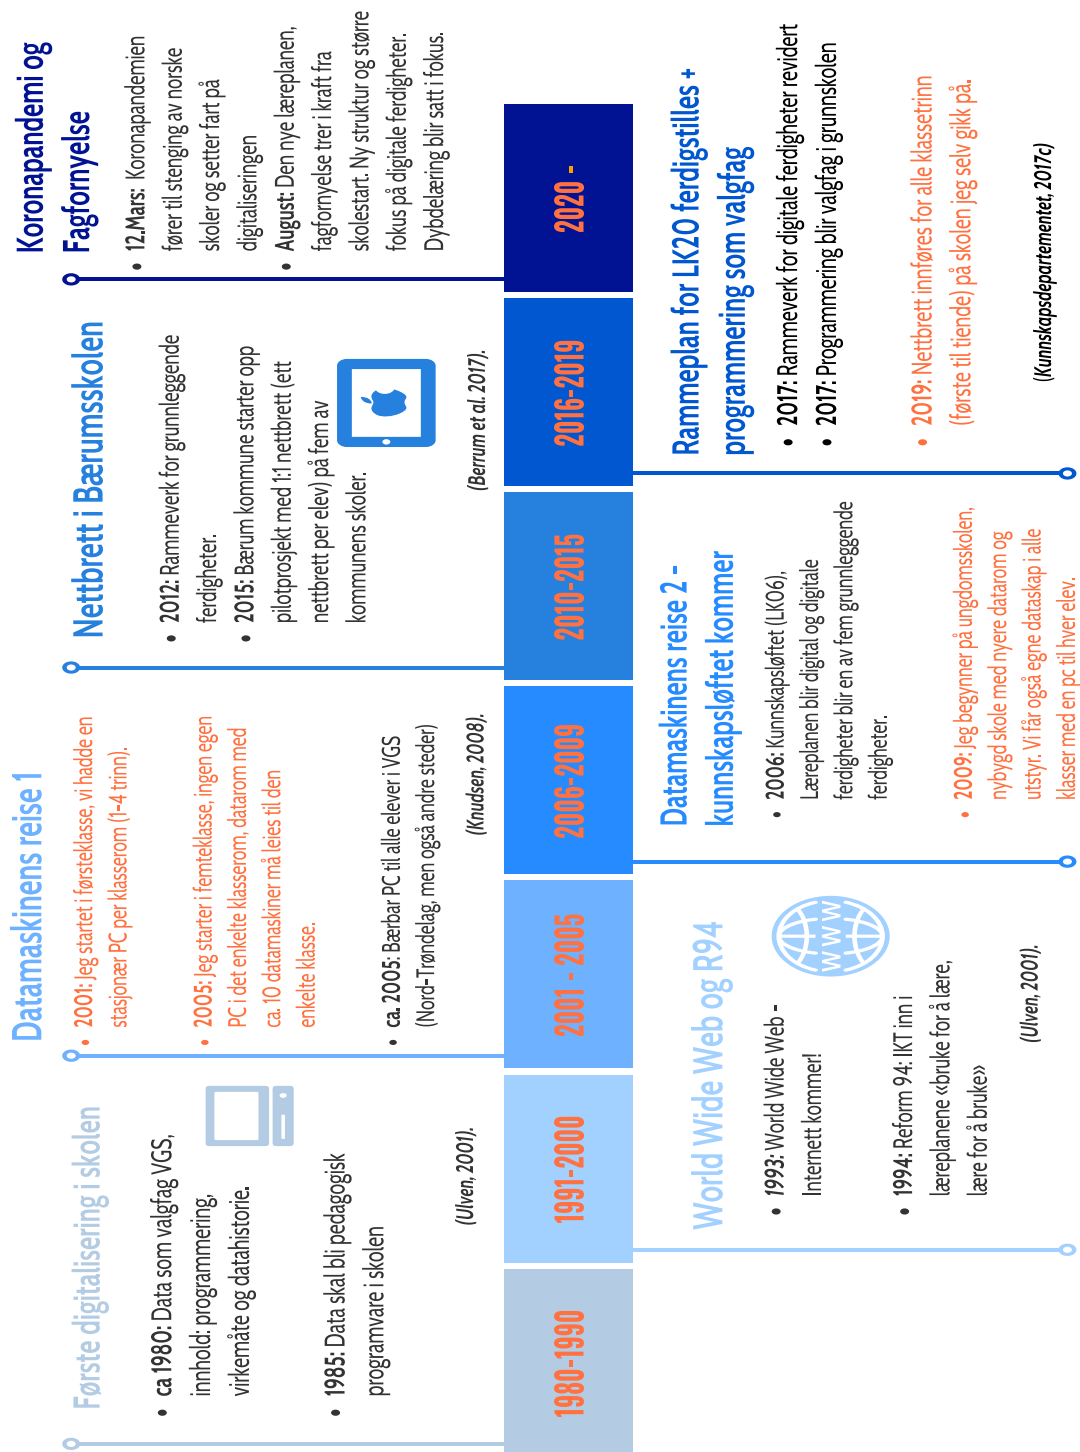 Første digitalisering i skolen
• ca 1980: Data som valgfag VGS,
innhold: programmering,
virkemåte og datahistorie.
• 1985: Data skal bli pedagogisk
programvare i skolen
(Ulven, 2001).
Datamaskinens reise 1
• 2001: Jeg startet i førsteklasse, vi hadde en
stasjonær PC per klasserom (1-4 trinn).
• 2005: Jeg starter i femteklasse, ingen egen
PC i det enkelte klasserom, datarom med
ca. 10 datamaskiner må leies til den
enkelte klasse.
• ca. 2005: Bærbar PC til alle elever i VGS
(Nord-Trøndelag, men også andre steder)
(Knudsen, 2008).
Nettbrett i Bærumsskolen
• 2012: Rammeverk for grunnleggende
ferdigheter.
• 2015: Bærum kommune starter opp
pilotprosjekt med 1:1 nettbrett (ett
nettbrett per elev) på fem av
kommunens skoler.
(Berrum et al. 2017).
Koronapandemi og
Fagfornyelse
• 12.Mars: Koronapandemien
fører til stenging av norske
skoler og setter fart på
digitaliseringen
• August: Den nye læreplanen,
fagfornyelse trer i kraft fra
skolestart. Ny struktur og større
fokus på digitale ferdigheter.
Dybdelæring blir satt i fokus.
1980-1990
1991-2000
2001 - 2005
2006-2009
2010-2015
2016-2019
2020 -
World Wide Web og R94
• 1993: World Wide Web -
Internett kommer!
WWW
• 1994: Reform 94: IKT inn i
læreplanene «bruke for å lære,
lære for å bruke»
(Ulven, 2001).
Datamaskinens reise 2 -
kunnskapsløftet kommer
• 2006: Kunnskapsløftet (LK06),
Læreplanen blir digital og digitale
ferdigheter blir en av fem grunnleggende
ferdigheter.
• 2009: Jeg begynner på ungdomsskolen,
nybygd skole med nyere datarom og
utstyr. Vi får også egne dataskap i alle
klasser med en pc til hver elev.
Rammeplan for LK20 ferdigstilles +
programmering som valgfag
• 2017: Rammeverk for digitale ferdigheter revidert
• 2017: Programmering blir valgfag i grunnskolen
• 2019: Nettbrett innføres for alle klassetrinn
(første til tiende) på skolen jeg selv gikk på.
(Kunnskapsdepartementet, 2017c)